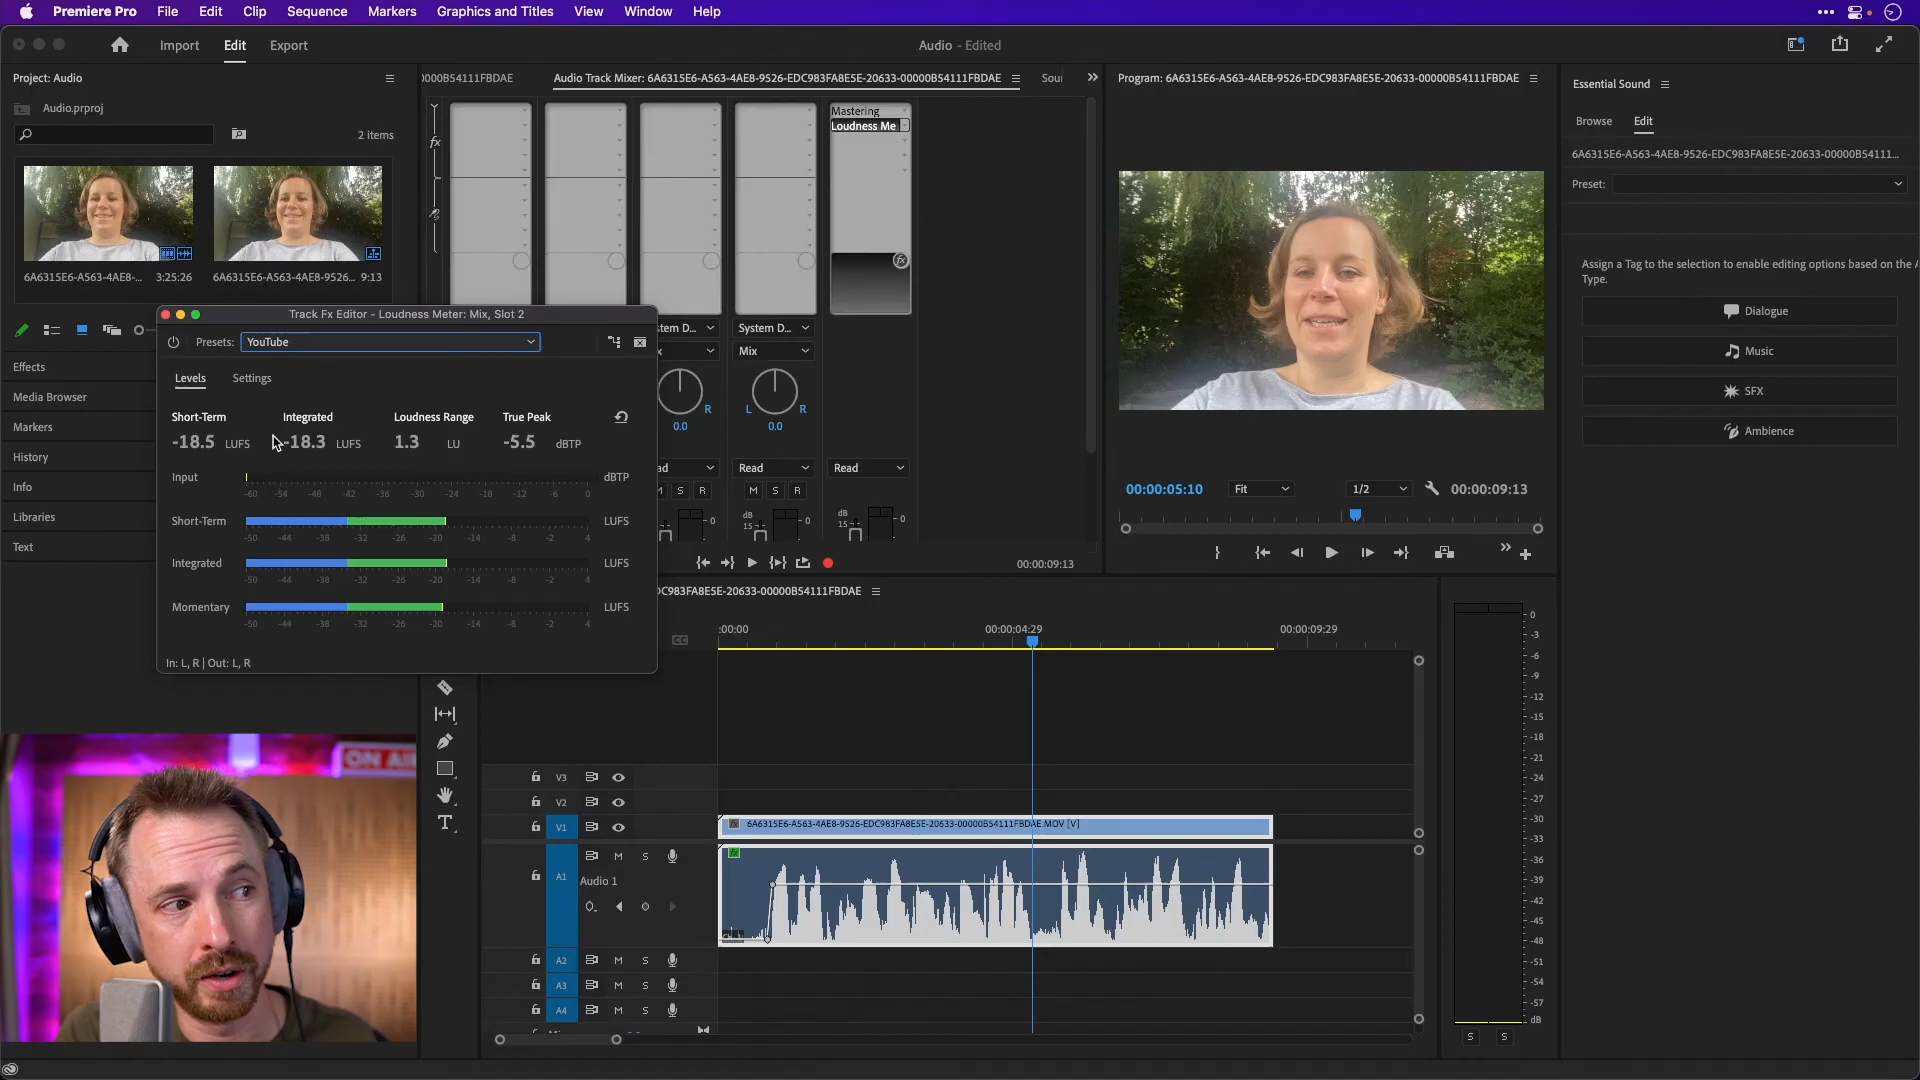 Premiere Pro File Edit Clip Sequence Markers Graphics and Titles View Window Help
Import Edit Export
Audio - Edited
Project: Audio
Audio.prproj
2 items
6A6315E6-A563-4AE8-... 3:25:26
6A6315E6-A563-4AE8-9526... 9:13
Effects
Media Browser
Markers
History
Info
Libraries
Text
0000B54111FBDAE
Audio Track Mixer: 6A6315E6-A563-4AE8-9526-EDC983FA8E5E-20633-00000B54111FBDAE
Sou
fx
Mastering
Loudness Me
fx
stem D... System D...
x Mix
R L R
0.0 0.0
ad Read Read
M S R M S R
dB
15
0
dB
15
0
00:00:09:13
Track Fx Editor - Loudness Meter: Mix, Slot 2
Presets: YouTube
Levels Settings
Short-Term Integrated Loudness Range True Peak
-18.5 LUFS -18.3 LUFS 1.3 LU -5.5 dBTP
Input dBTP
-60 -54 -48 -42 -36 -30 -24 -18 -12 -6 0
Short-Term LUFS
-50 -44 -38 -32 -26 -20 -14 -8 -2 4
Integrated LUFS
-50 -44 -38 -32 -26 -20 -14 -8 -2 4
Momentary LUFS
-50 -44 -38 -32 -26 -20 -14 -8 -2 4
In: L, R | Out: L, R
Program: 6A6315E6-A563-4AE8-9526-EDC983FA8E5E-20633-00000B54111FBDAE
00:00:05:10 Fit 1/2 00:00:09:13
Essential Sound
Browse Edit
6A6315E6-A563-4AE8-9526-EDC983FA8E5E-20633-00000B54111...
Preset:
Assign a Tag to the selection to enable editing options based on the A
Type.
Dialogue
Music
SFX
Ambience
DC983FA8E5E-20633-00000B54111FBDAE
:00:00 00:00:04:29 00:00:09:29
CC
V3
V2
V1
6A6315E6-A563-4AE8-9526-EDC983FA8E5E-20633-00000B54111FBDAE.MOV [V]
fx
A1 M S
Audio 1
A2 M S
A3 M S
A4 M S
0
-3
-6
-9
-12
-15
-18
-21
-24
-27
-30
-33
-36
-39
-42
-45
-48
-51
-54
-57
dB
S S
T
ON AI